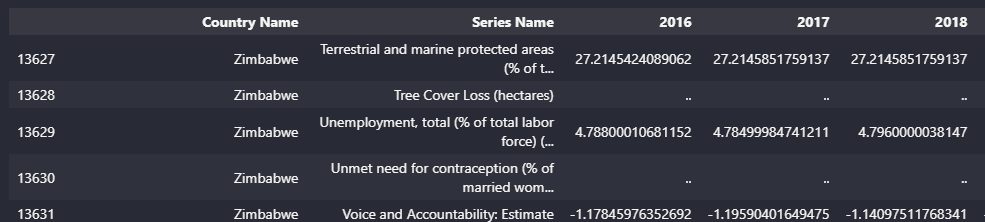 Country Name Series Name 2016 2017 2018
13627 Zimbabwe Terrestrial and marine protected areas (% of t... 27.2145424089062 27.2145851759137 27.2145851759137
13628 Zimbabwe Tree Cover Loss (hectares) .. .. ..
13629 Zimbabwe Unemployment, total (% of total labor force) (... 4.78800010681152 4.78499984741211 4.7960000038147
13630 Zimbabwe Unmet need for contraception (% of married wom... .. .. ..
13631 Zimbabwe Voice and Accountability: Estimate -1.17845976352692 -1.19590401649475 -1.14097511768341